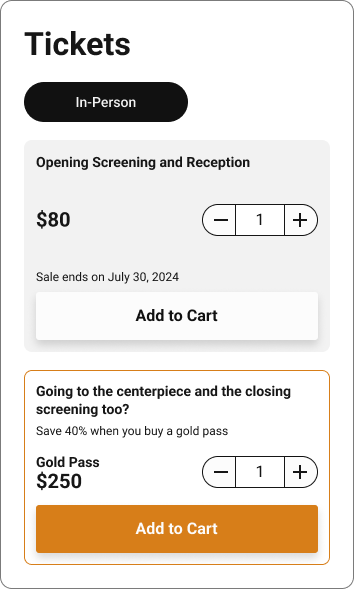 Tickets
In-Person
Opening Screening and Reception
$80
1
Sale ends on July 30, 2024
Add to Cart
Going to the centerpiece and the closing
screening too?
Save 40% when you buy a gold pass
Gold Pass
$250
1
Add to Cart